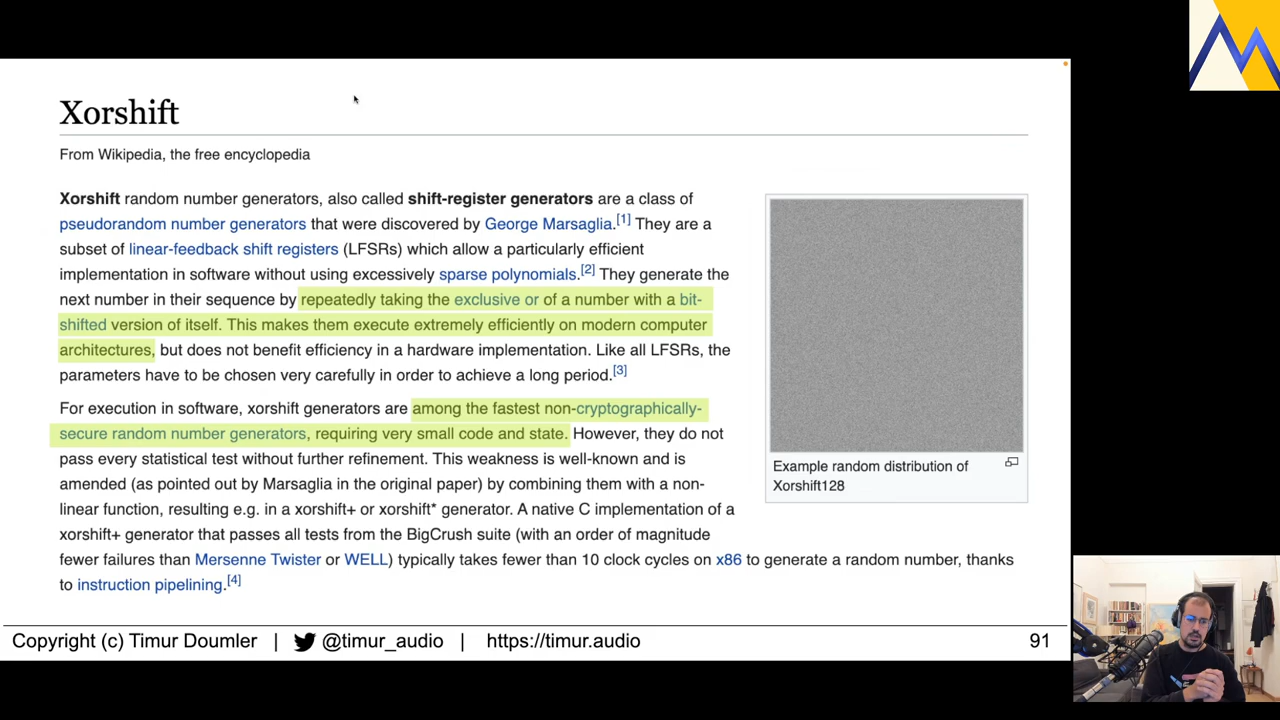 Xorshift
From Wikipedia, the free encyclopedia
Xorshift random number generators, also called shift-register generators are a class of
pseudorandom number generators that were discovered by George Marsaglia.[1] They are a
subset of linear-feedback shift registers (LFSRs) which allow a particularly efficient
implementation in software without using excessively sparse polynomials.[2] They generate the
next number in their sequence by repeatedly taking the exclusive or of a number with a bit-
shifted version of itself. This makes them execute extremely efficiently on modern computer
architectures, but does not benefit efficiency in a hardware implementation. Like all LFSRs, the
parameters have to be chosen very carefully in order to achieve a long period.[3]
For execution in software, xorshift generators are among the fastest non-cryptographically-
secure random number generators, requiring very small code and state. However, they do not
pass every statistical test without further refinement. This weakness is well-known and is
amended (as pointed out by Marsaglia in the original paper) by combining them with a non-
linear function, resulting e.g. in a xorshift+ or xorshift* generator. A native C implementation of a
xorshift+ generator that passes all tests from the BigCrush suite (with an order of magnitude
fewer failures than Mersenne Twister or WELL) typically takes fewer than 10 clock cycles on x86 to generate a random number, thanks
to instruction pipelining.[4]
Example random distribution of
Xorshift128
Copyright (c) Timur Doumler | @timur_audio | https://timur.audio 91